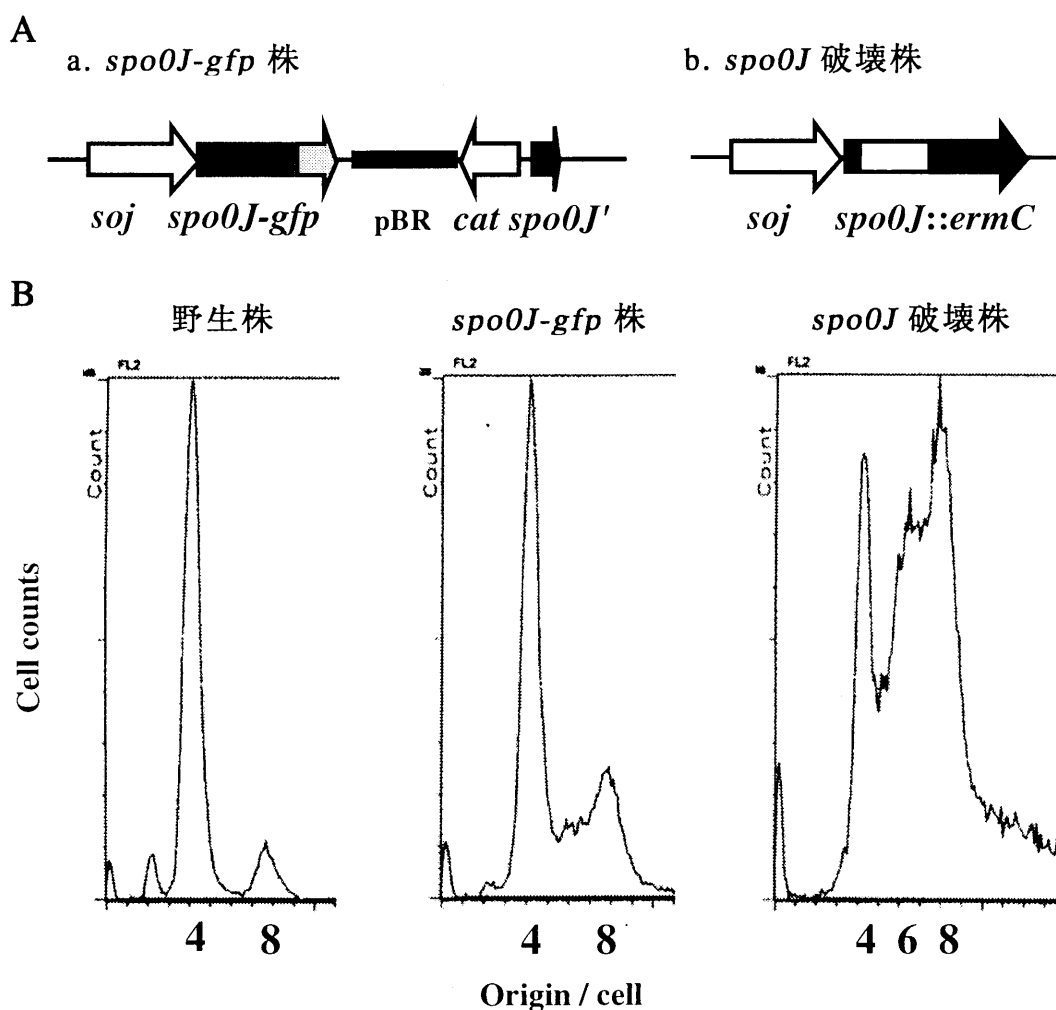 A
a. spo0J-gfp 株
b. spo0J 破壊株
soj spo0J-gfp pBR cat spo0J'
soj spo0J::ermC
B
野生株
spo0J-gfp 株
spo0J 破壊株
FL2
FL2
FL2
Count
Count
Count
Cell counts
4 8
4 8
4 6 8
Origin / cell